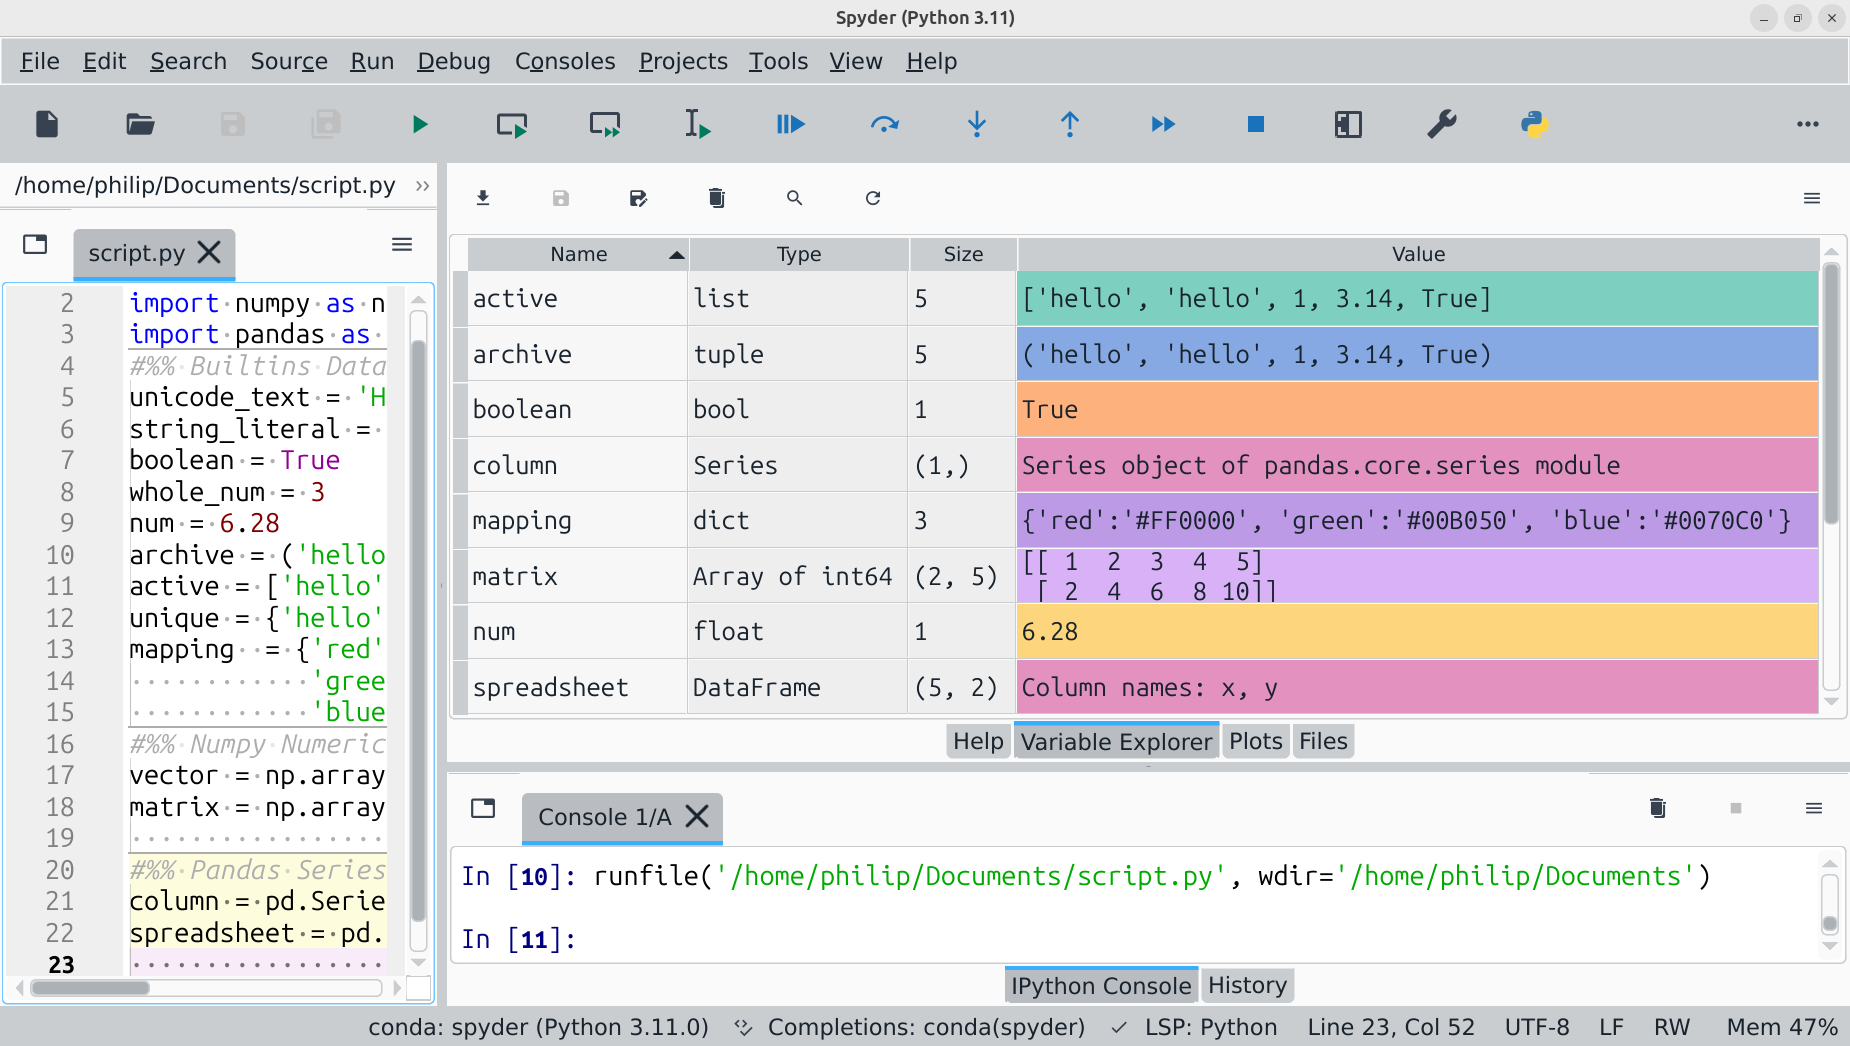 Spyder (Python 3.11)
File Edit Search Source Run Debug Consoles Projects Tools View Help
/home/philip/Documents/script.py
script.py
2 import numpy as n
3 import pandas as
4 #%% Builtins Data
5 unicode_text = 'H
6 string_literal =
7 boolean = True
8 whole_num = 3
9 num = 6.28
10 archive = ('hello
11 active = ['hello'
12 unique = {'hello'
13 mapping  = {'red'
14             'gree
15             'blue
16 #%% Numpy Numeric
17 vector = np.array
18 matrix = np.array
19
20 #%% Pandas Series
21 column = pd.Serie
22 spreadsheet = pd.
23
Name Type Size Value
active list 5 ['hello', 'hello', 1, 3.14, True]
archive tuple 5 ('hello', 'hello', 1, 3.14, True)
boolean bool 1 True
column Series (1,) Series object of pandas.core.series module
mapping dict 3 {'red':'#FF0000', 'green':'#00B050', 'blue':'#0070C0'}
matrix Array of int64 (2, 5) [[ 1  2  3  4  5]
[ 2  4  6  8 10]]
num float 1 6.28
spreadsheet DataFrame (5, 2) Column names: x, y
Help Variable Explorer Plots Files
Console 1/A
In [10]: runfile('/home/philip/Documents/script.py', wdir='/home/philip/Documents')
In [11]:
IPython Console History
conda: spyder (Python 3.11.0) Completions: conda(spyder) LSP: Python Line 23, Col 52 UTF-8 LF RW Mem 47%